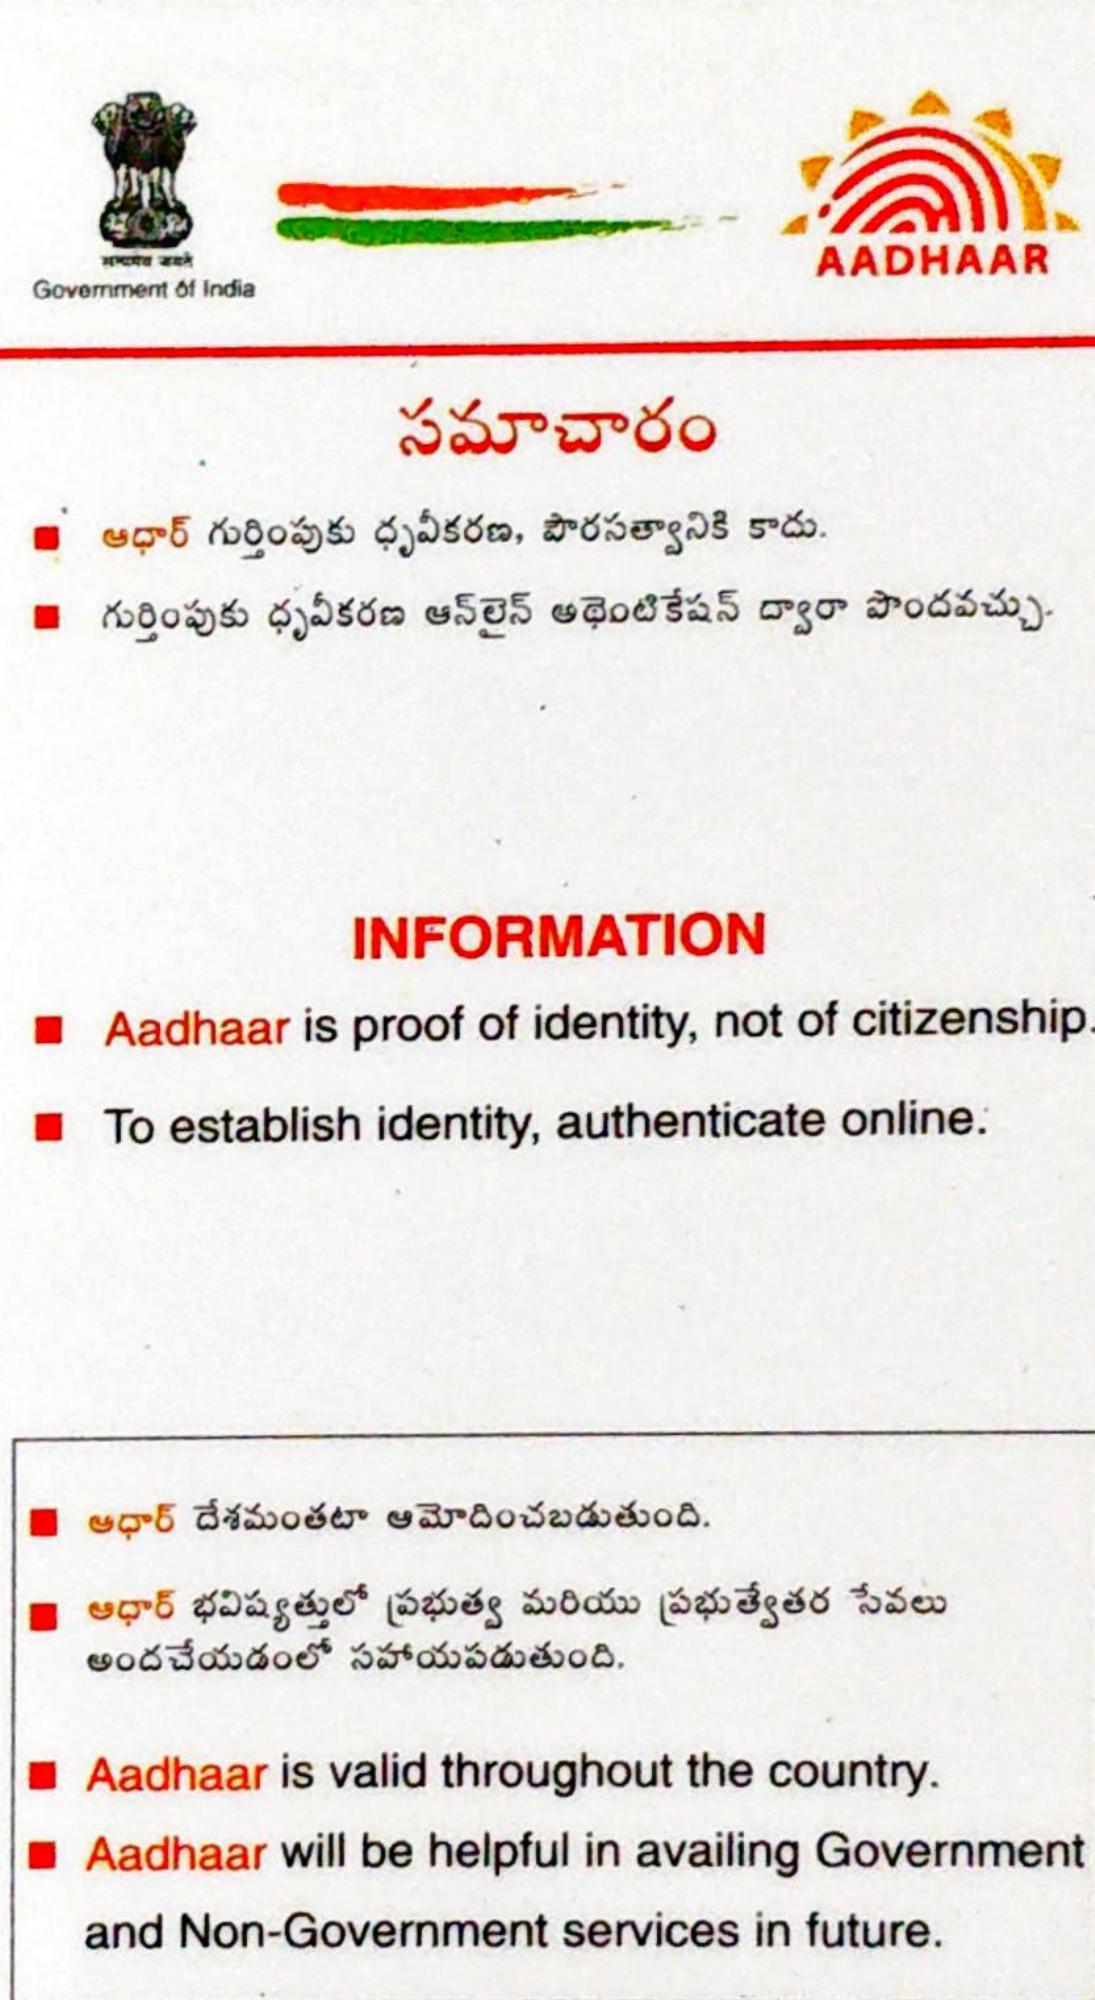 सत्यमेव जयते
Government of India
AADHAAR
సమాచారం
ఆధార్ గుర్తింపుకు ధృవీకరణ, పౌరసత్వానికి కాదు.
గుర్తింపుకు ధృవీకరణ ఆన్‌లైన్ ఆథెంటికేషన్ ద్వారా పొందవచ్చు.
INFORMATION
Aadhaar is proof of identity, not of citizenship.
To establish identity, authenticate online.
ఆధార్ దేశమంతటా ఆమోదించబడుతుంది.
ఆధార్ భవిష్యత్తులో ప్రభుత్వ మరియు ప్రభుత్వేతర సేవలు
అందచేయడంలో సహాయపడుతుంది.
Aadhaar is valid throughout the country.
Aadhaar will be helpful in availing Government
and Non-Government services in future.